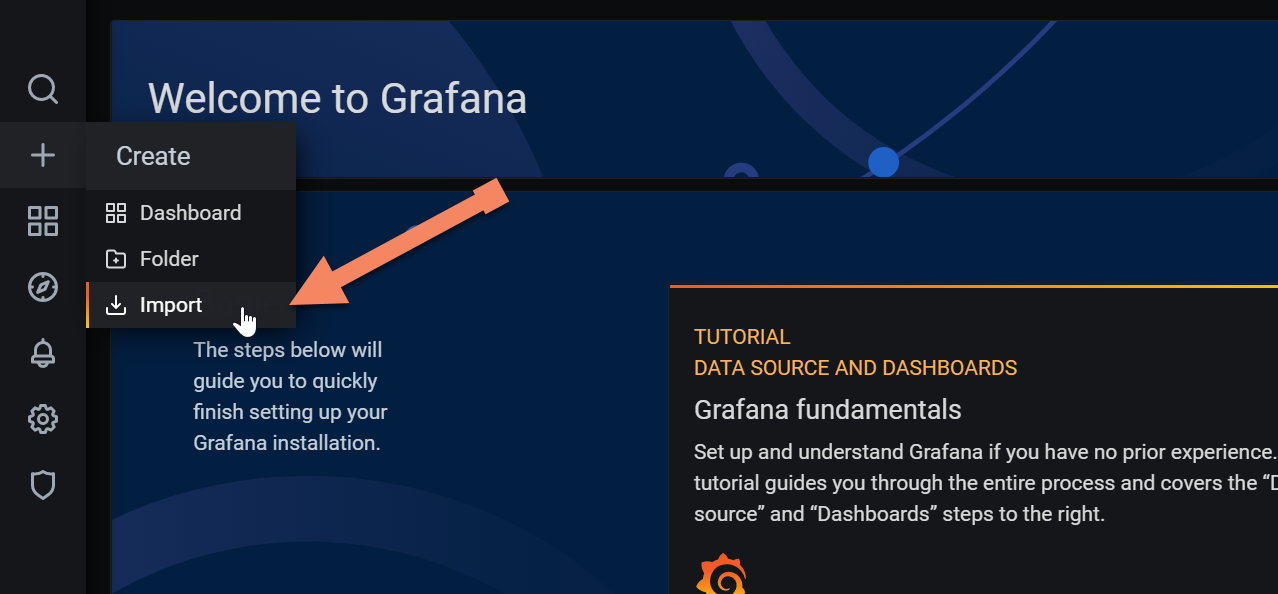 Welcome to Grafana
Create
Dashboard
Folder
Import
The steps below will
guide you to quickly
finish setting up your
Grafana installation.
TUTORIAL
DATA SOURCE AND DASHBOARDS
Grafana fundamentals
Set up and understand Grafana if you have no prior experience.
tutorial guides you through the entire process and covers the “D
source” and “Dashboards” steps to the right.